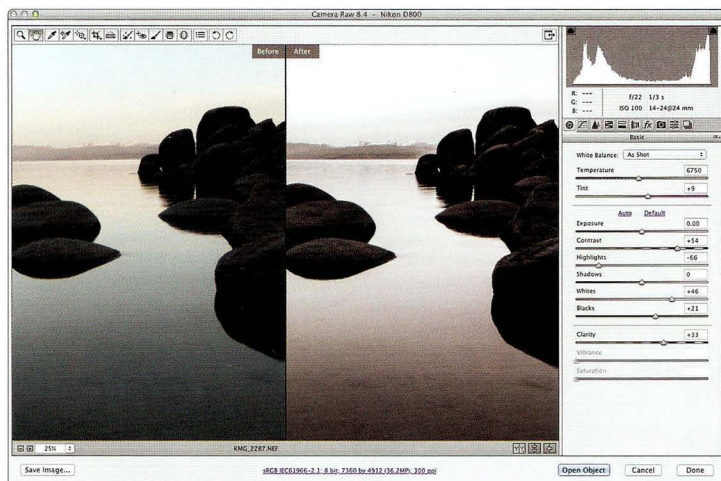 Camera Raw 8.4 – Nikon D800
Before
After
R: ---
G: ---
B: ---
f/22 1/3 s
ISO 100 14-24@24 mm
Basic
White Balance: As Shot
Temperature 6750
Tint +9
Auto Default
Exposure 0.00
Contrast +54
Highlights -66
Shadows 0
Whites +46
Blacks +21
Clarity +33
Vibrance
Saturation
25%
KMG_2287.NEF
Save Image...
sRGB IEC61966-2.1; 8 bit; 7360 by 4912 (36.2MP); 300 ppi
Open Object
Cancel
Done